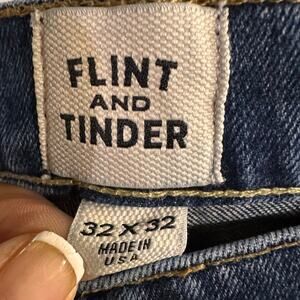 FLINT
AND
TINDER
32 x 32
MADE IN
USA